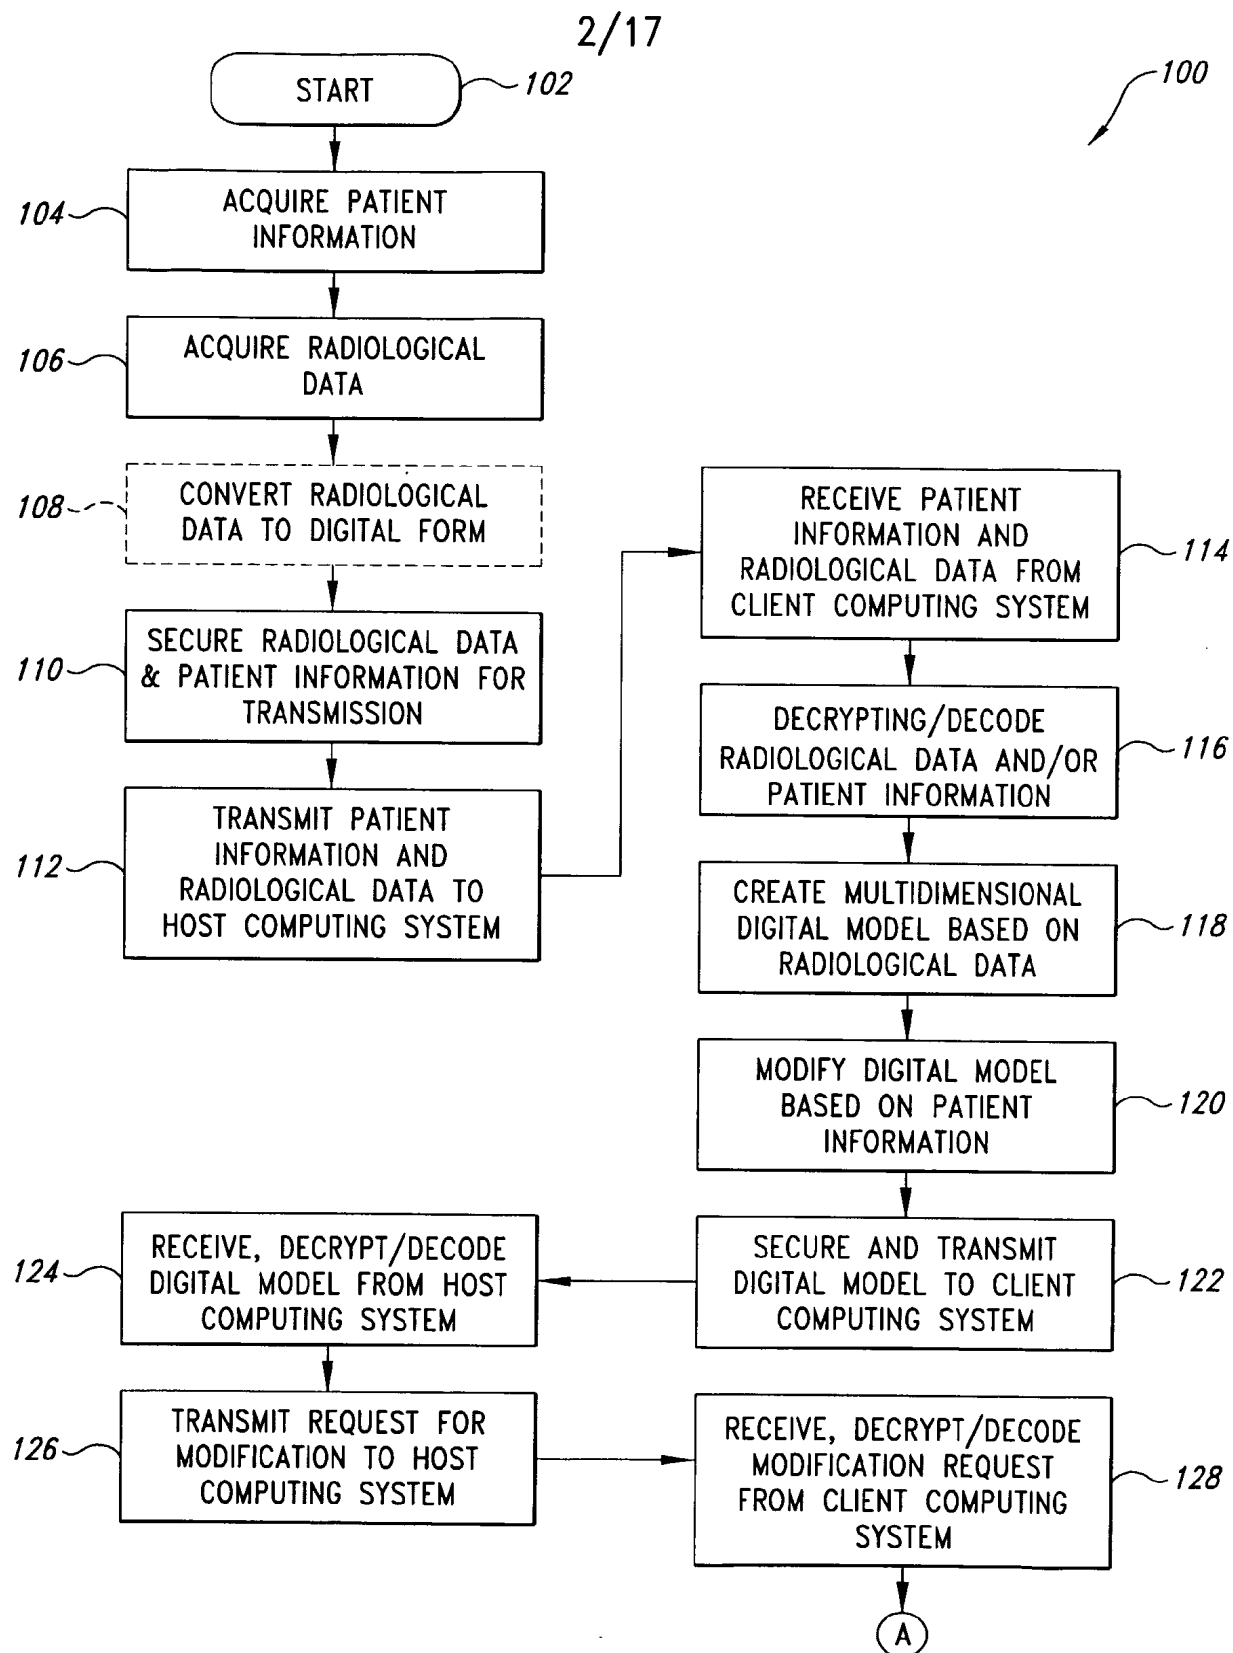 2/17
START
102
100
104
ACQUIRE PATIENT
INFORMATION
106
ACQUIRE RADIOLOGICAL
DATA
108
CONVERT RADIOLOGICAL
DATA TO DIGITAL FORM
110
SECURE RADIOLOGICAL DATA
& PATIENT INFORMATION FOR
TRANSMISSION
112
TRANSMIT PATIENT
INFORMATION AND
RADIOLOGICAL DATA TO
HOST COMPUTING SYSTEM
RECEIVE PATIENT
INFORMATION AND
RADIOLOGICAL DATA FROM
CLIENT COMPUTING SYSTEM
114
DECRYPTING/DECODE
RADIOLOGICAL DATA AND/OR
PATIENT INFORMATION
116
CREATE MULTIDIMENSIONAL
DIGITAL MODEL BASED ON
RADIOLOGICAL DATA
118
MODIFY DIGITAL MODEL
BASED ON PATIENT
INFORMATION
120
SECURE AND TRANSMIT
DIGITAL MODEL TO CLIENT
COMPUTING SYSTEM
122
124
RECEIVE, DECRYPT/DECODE
DIGITAL MODEL FROM HOST
COMPUTING SYSTEM
126
TRANSMIT REQUEST FOR
MODIFICATION TO HOST
COMPUTING SYSTEM
RECEIVE, DECRYPT/DECODE
MODIFICATION REQUEST
FROM CLIENT COMPUTING
SYSTEM
128
A